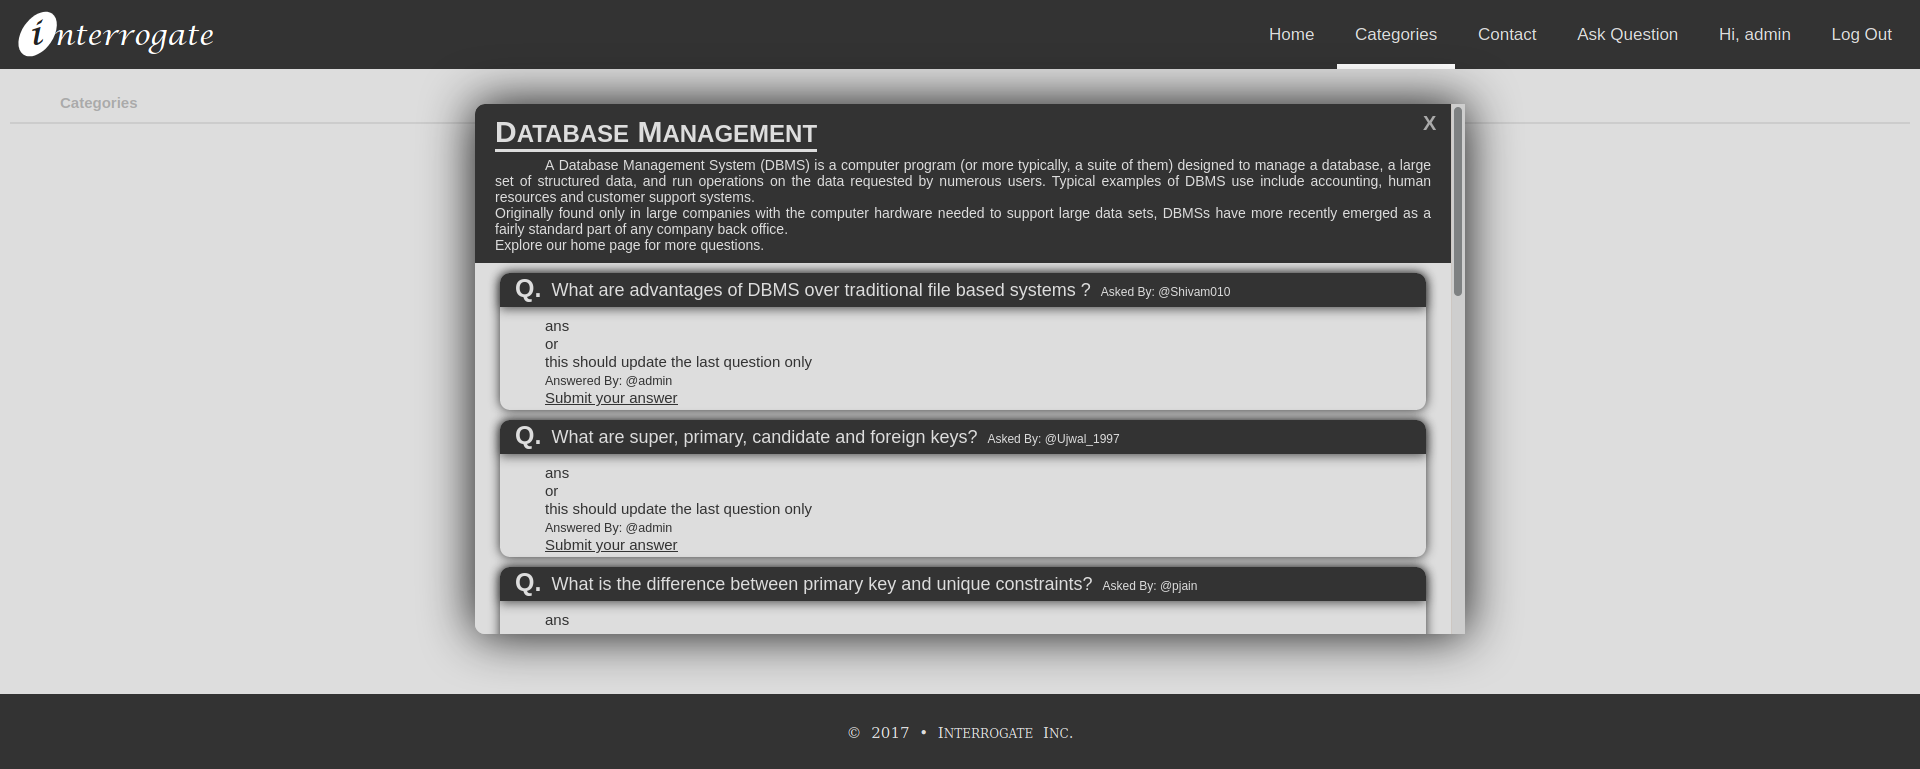 interrogate
Home Categories Contact Ask Question Hi, admin Log Out
Categories
DATABASE MANAGEMENT
X
A Database Management System (DBMS) is a computer program (or more typically, a suite of them) designed to manage a database, a large
set of structured data, and run operations on the data requested by numerous users. Typical examples of DBMS use include accounting, human
resources and customer support systems.
Originally found only in large companies with the computer hardware needed to support large data sets, DBMSs have more recently emerged as a
fairly standard part of any company back office.
Explore our home page for more questions.
Q. What are advantages of DBMS over traditional file based systems ? Asked By: @Shivam010
ans
or
this should update the last question only
Answered By: @admin
Submit your answer
Q. What are super, primary, candidate and foreign keys? Asked By: @Ujwal_1997
ans
or
this should update the last question only
Answered By: @admin
Submit your answer
Q. What is the difference between primary key and unique constraints? Asked By: @pjain
ans
© 2017 • INTERROGATE INC.